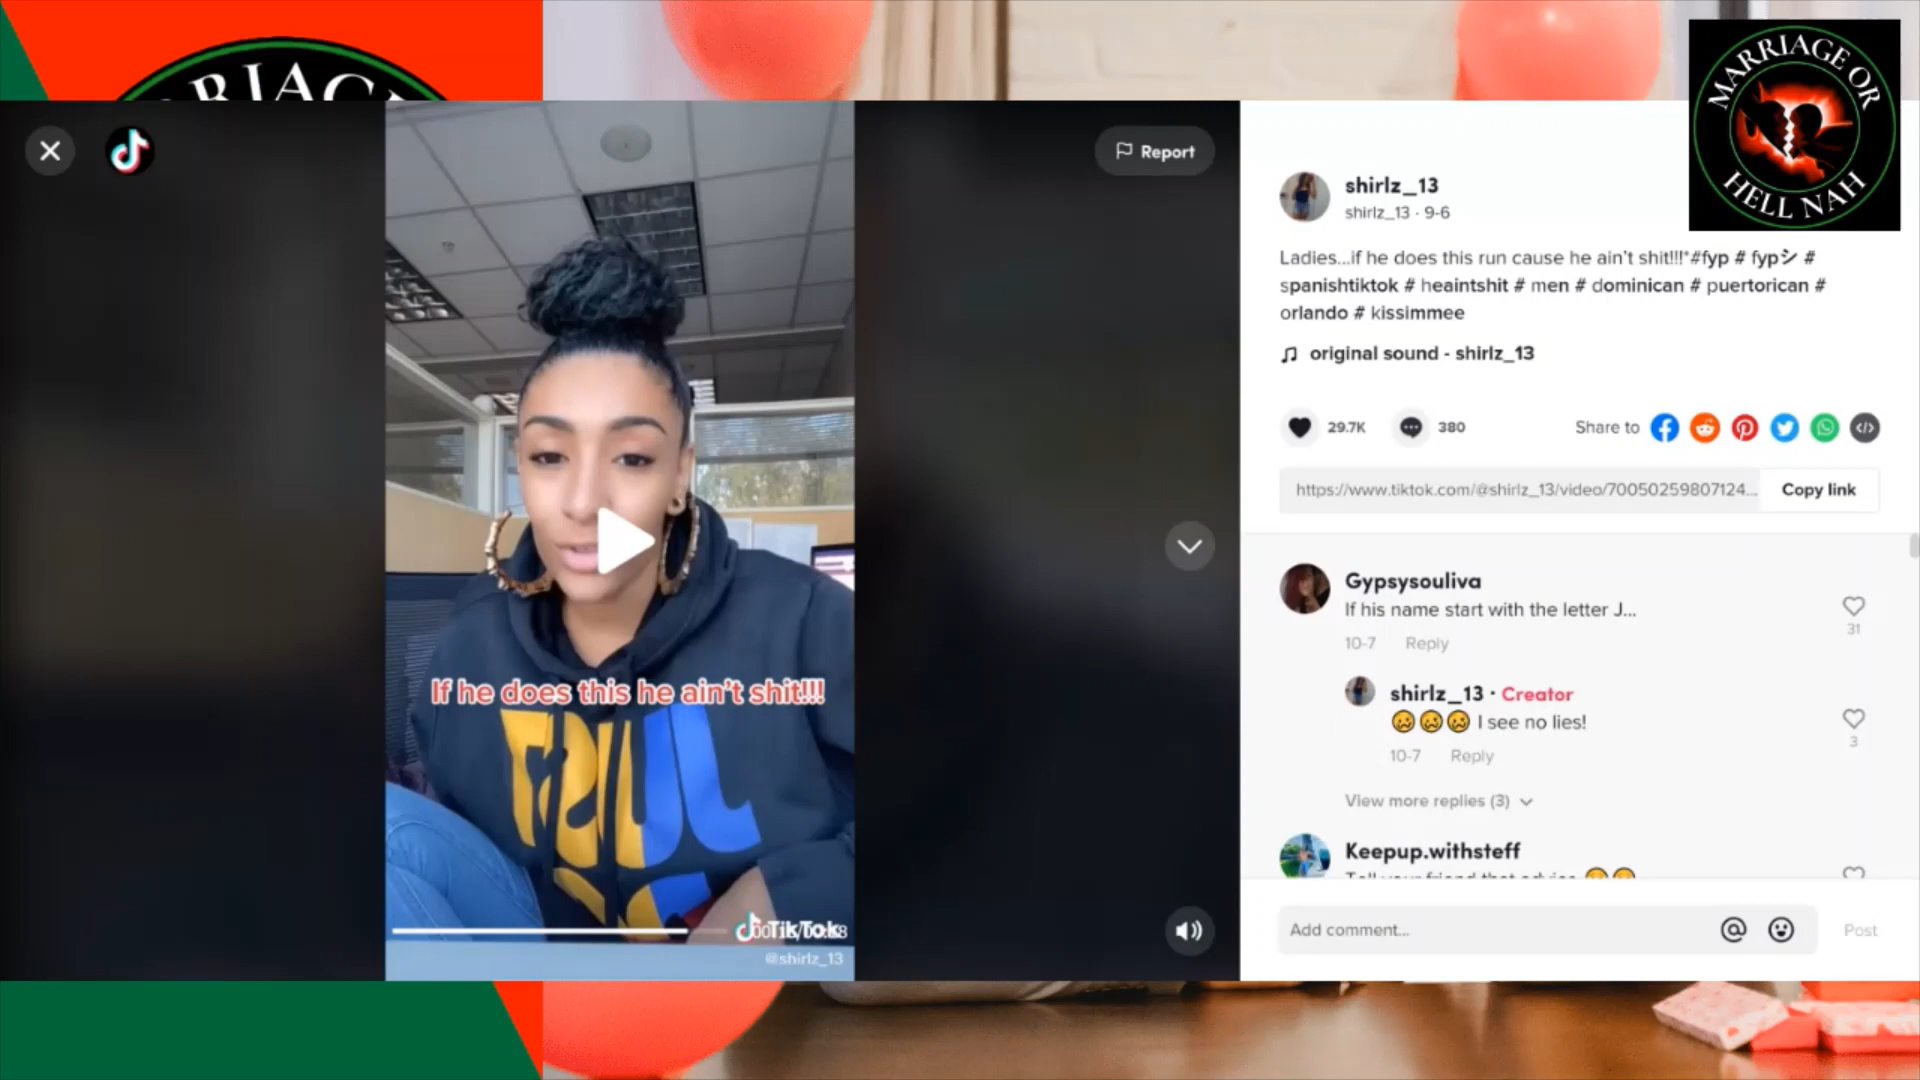 RIAG
MARRIAGE OR
HELL NAH
Report
shirlz_13
shirlz_13 · 9-6
Ladies...if he does this run cause he ain't shit!!!"#fyp # fypシ #
spanishtiktok # heaintshit # men # dominican # puertorican #
orlando # kissimmee
original sound - shirlz_13
29.7K
380
Share to
https://www.tiktok.com/@shirlz_13/video/70050259807124...
Copy link
Gypsysouliva
If his name start with the letter J...
31
10-7 Reply
shirlz_13 · Creator
I see no lies!
3
10-7 Reply
View more replies (3)
Keepup.withsteff
Add comment...
Post
If he does this he ain't shit!!!
TikTok
@shirlz_13